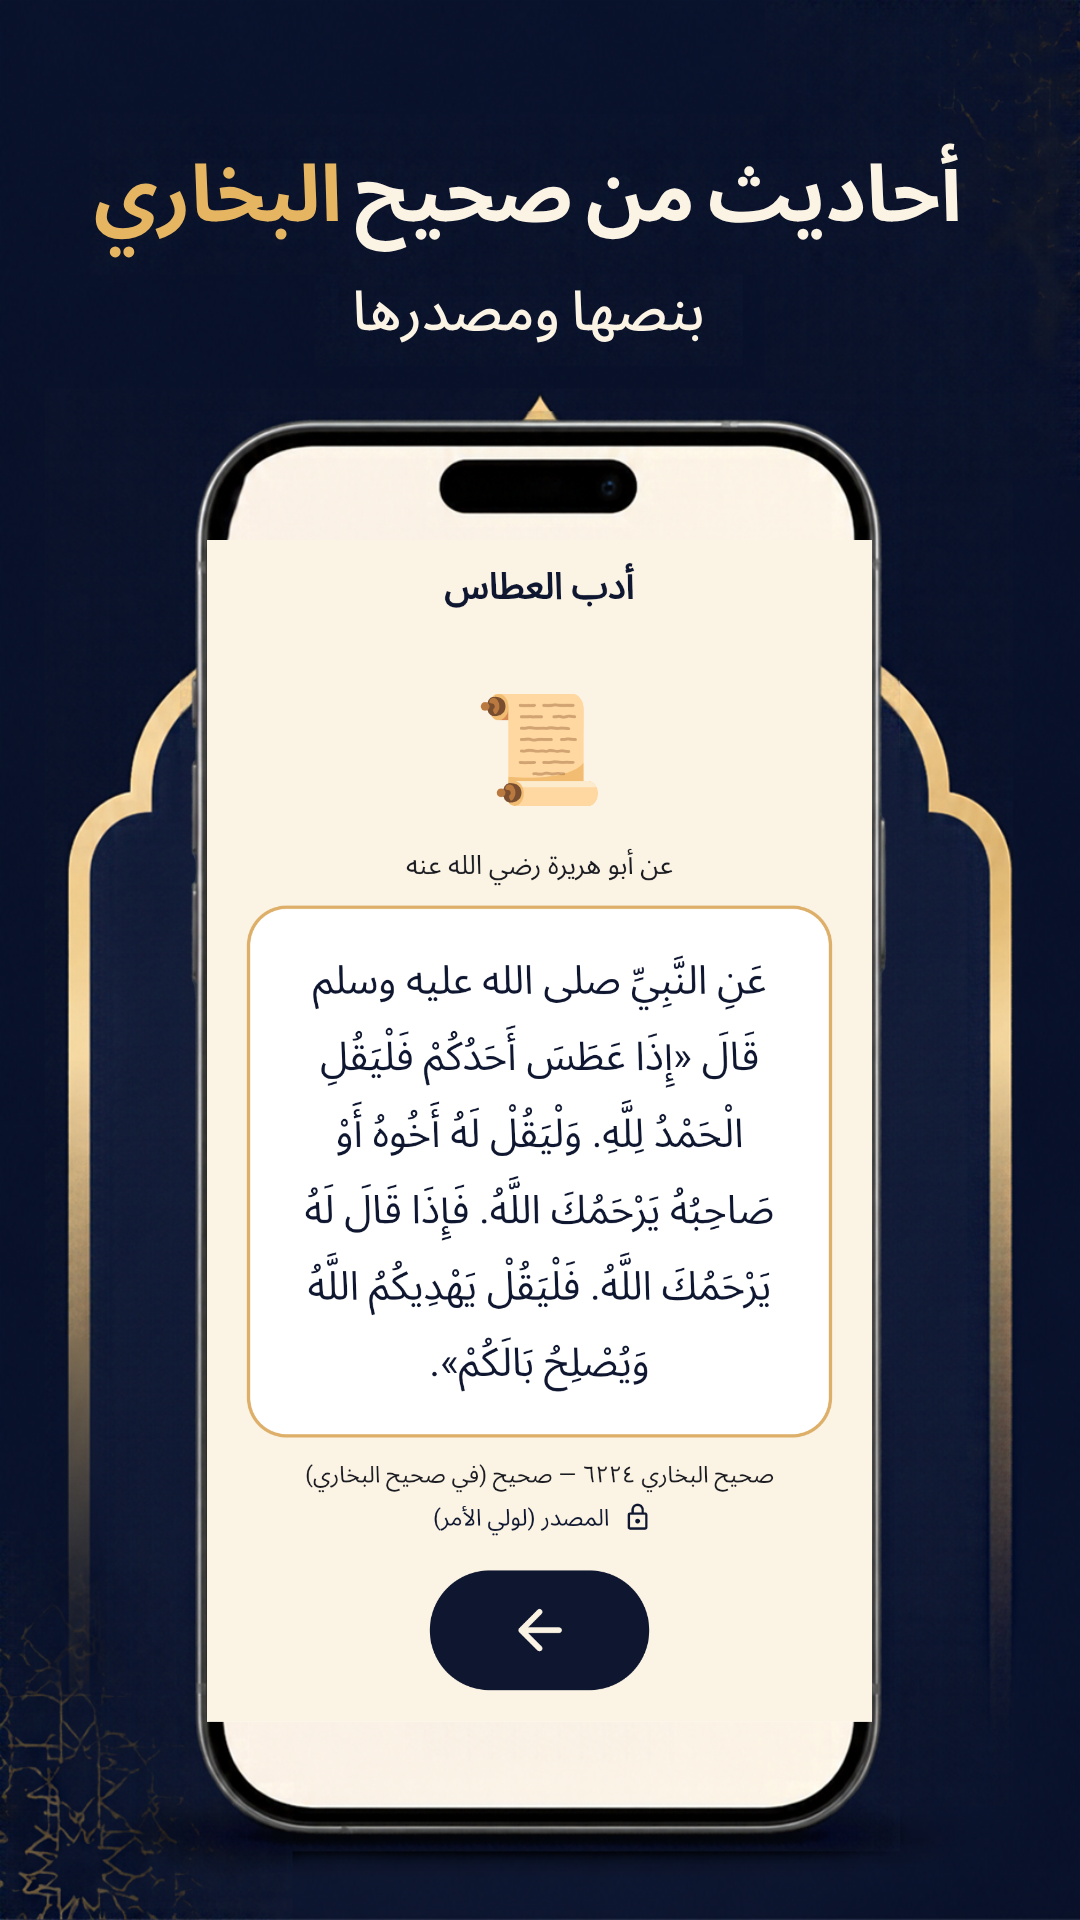 أحاديث من صحيح البخاري
بنصها ومصدرها
أدب العطاس
عن أبو هريرة رضي الله عنه
عَنِ النَّبِيِّ صلى الله عليه وسلم
قَالَ «إِذَا عَطَسَ أَحَدُكُمْ فَلْيَقُلِ
الْحَمْدُ لِلَّهِ. وَلْيَقُلْ لَهُ أَخُوهُ أَوْ
صَاحِبُهُ يَرْحَمُكَ اللَّهُ. فَإِذَا قَالَ لَهُ
يَرْحَمُكَ اللَّهُ. فَلْيَقُلْ يَهْدِيكُمُ اللَّهُ
وَيُصْلِحُ بَالَكُمْ».
صحيح البخاري ٦٢٢٤ — صحيح (في صحيح البخاري)
المصدر (لولي الأمر)